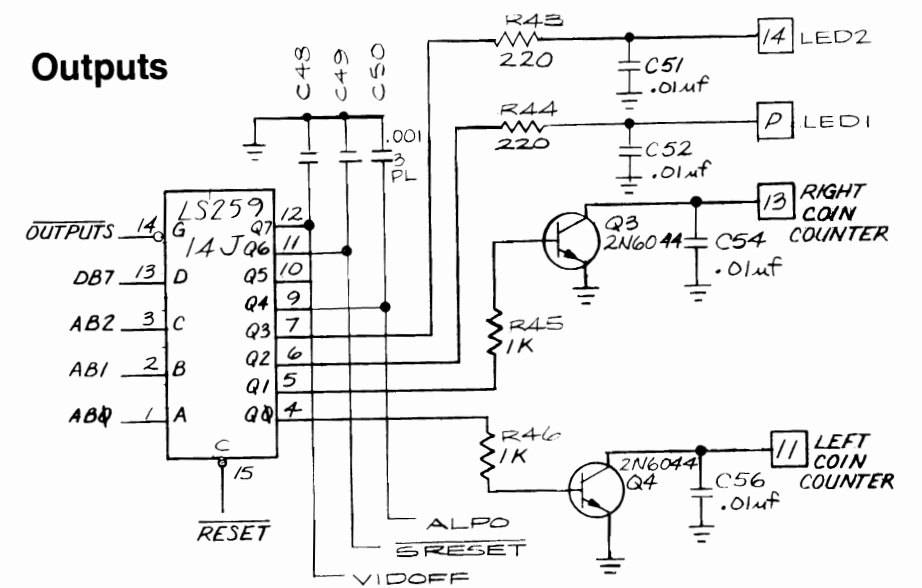 Outputs
C48
C49
C50
.001
3
PL
R43
220
C51
.01uf
14
LED2
R44
220
C52
.01uf
P
LED1
LS259
14J
OUTPUTS 14 G
DB7 13 D
AB2 3 C
AB1 2 B
ABØ 1 A
C
15
RESET
Q7 12
Q6 11
Q5 10
Q4 9
Q3 7
Q2 6
Q1 5
QØ 4
Q3
2N6044
C54
.01uf
13
RIGHT
COIN
COUNTER
R45
1K
R46
1K
2N6044
Q4
C56
.01uf
11
LEFT
COIN
COUNTER
ALPO
SRESET
VIDOFF